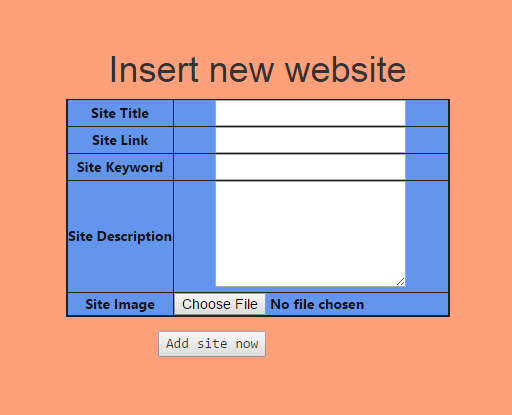 Insert new website
Site Title
Site Link
Site Keyword
Site Description
Site Image Choose File No file chosen
Add site now